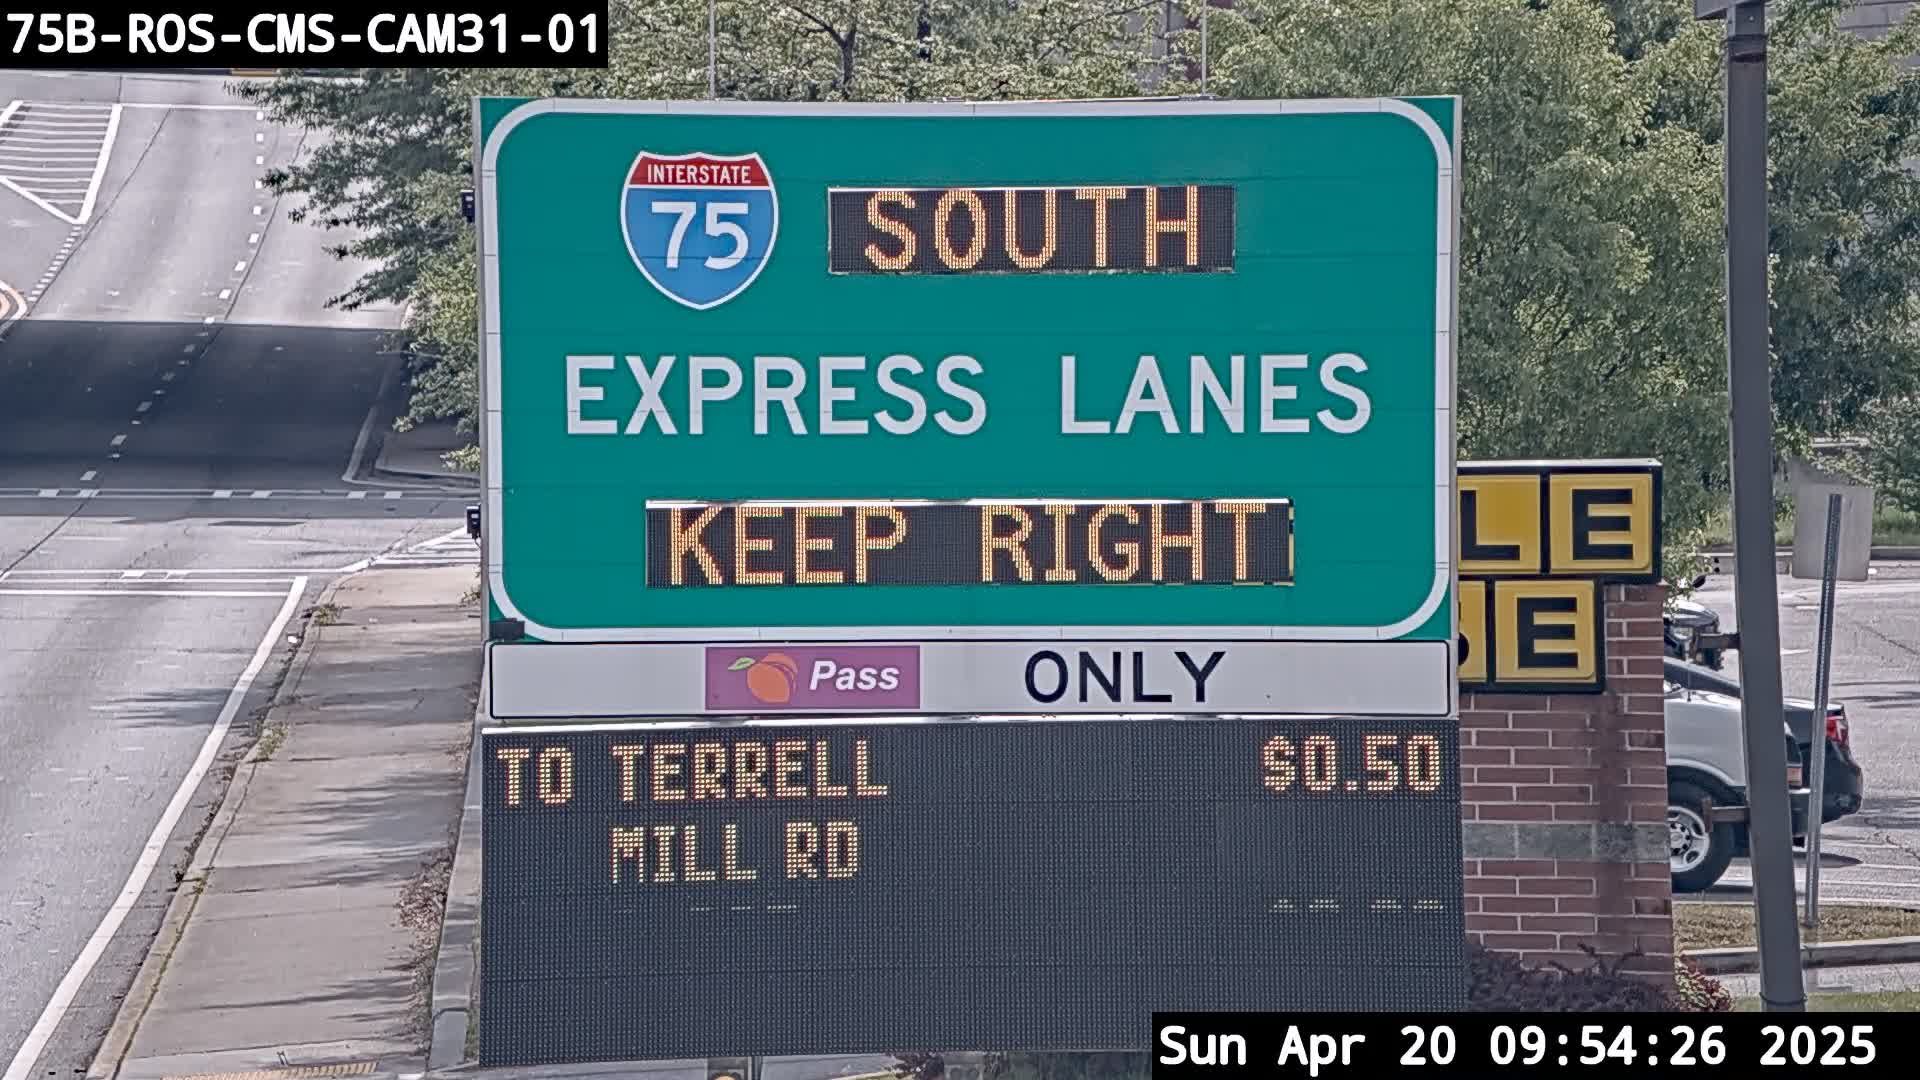 75B-ROS-CMS-CAM31-01
INTERSTATE
75
SOUTH
EXPRESS LANES
KEEP RIGHT
Pass ONLY
TO TERRELL $0.50
MILL RD
LE
E
Sun Apr 20 09:54:26 2025